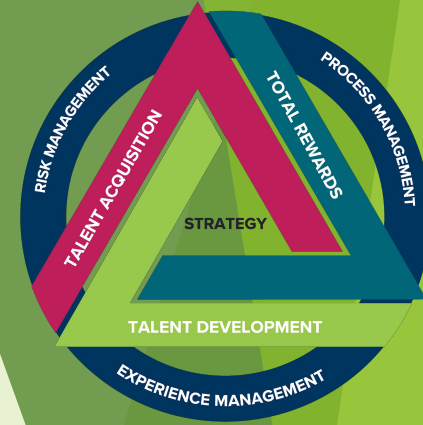 RISK MANAGEMENT
PROCESS MANAGEMENT
TALENT ACQUISITION
TOTAL REWARDS
STRATEGY
TALENT DEVELOPMENT
EXPERIENCE MANAGEMENT